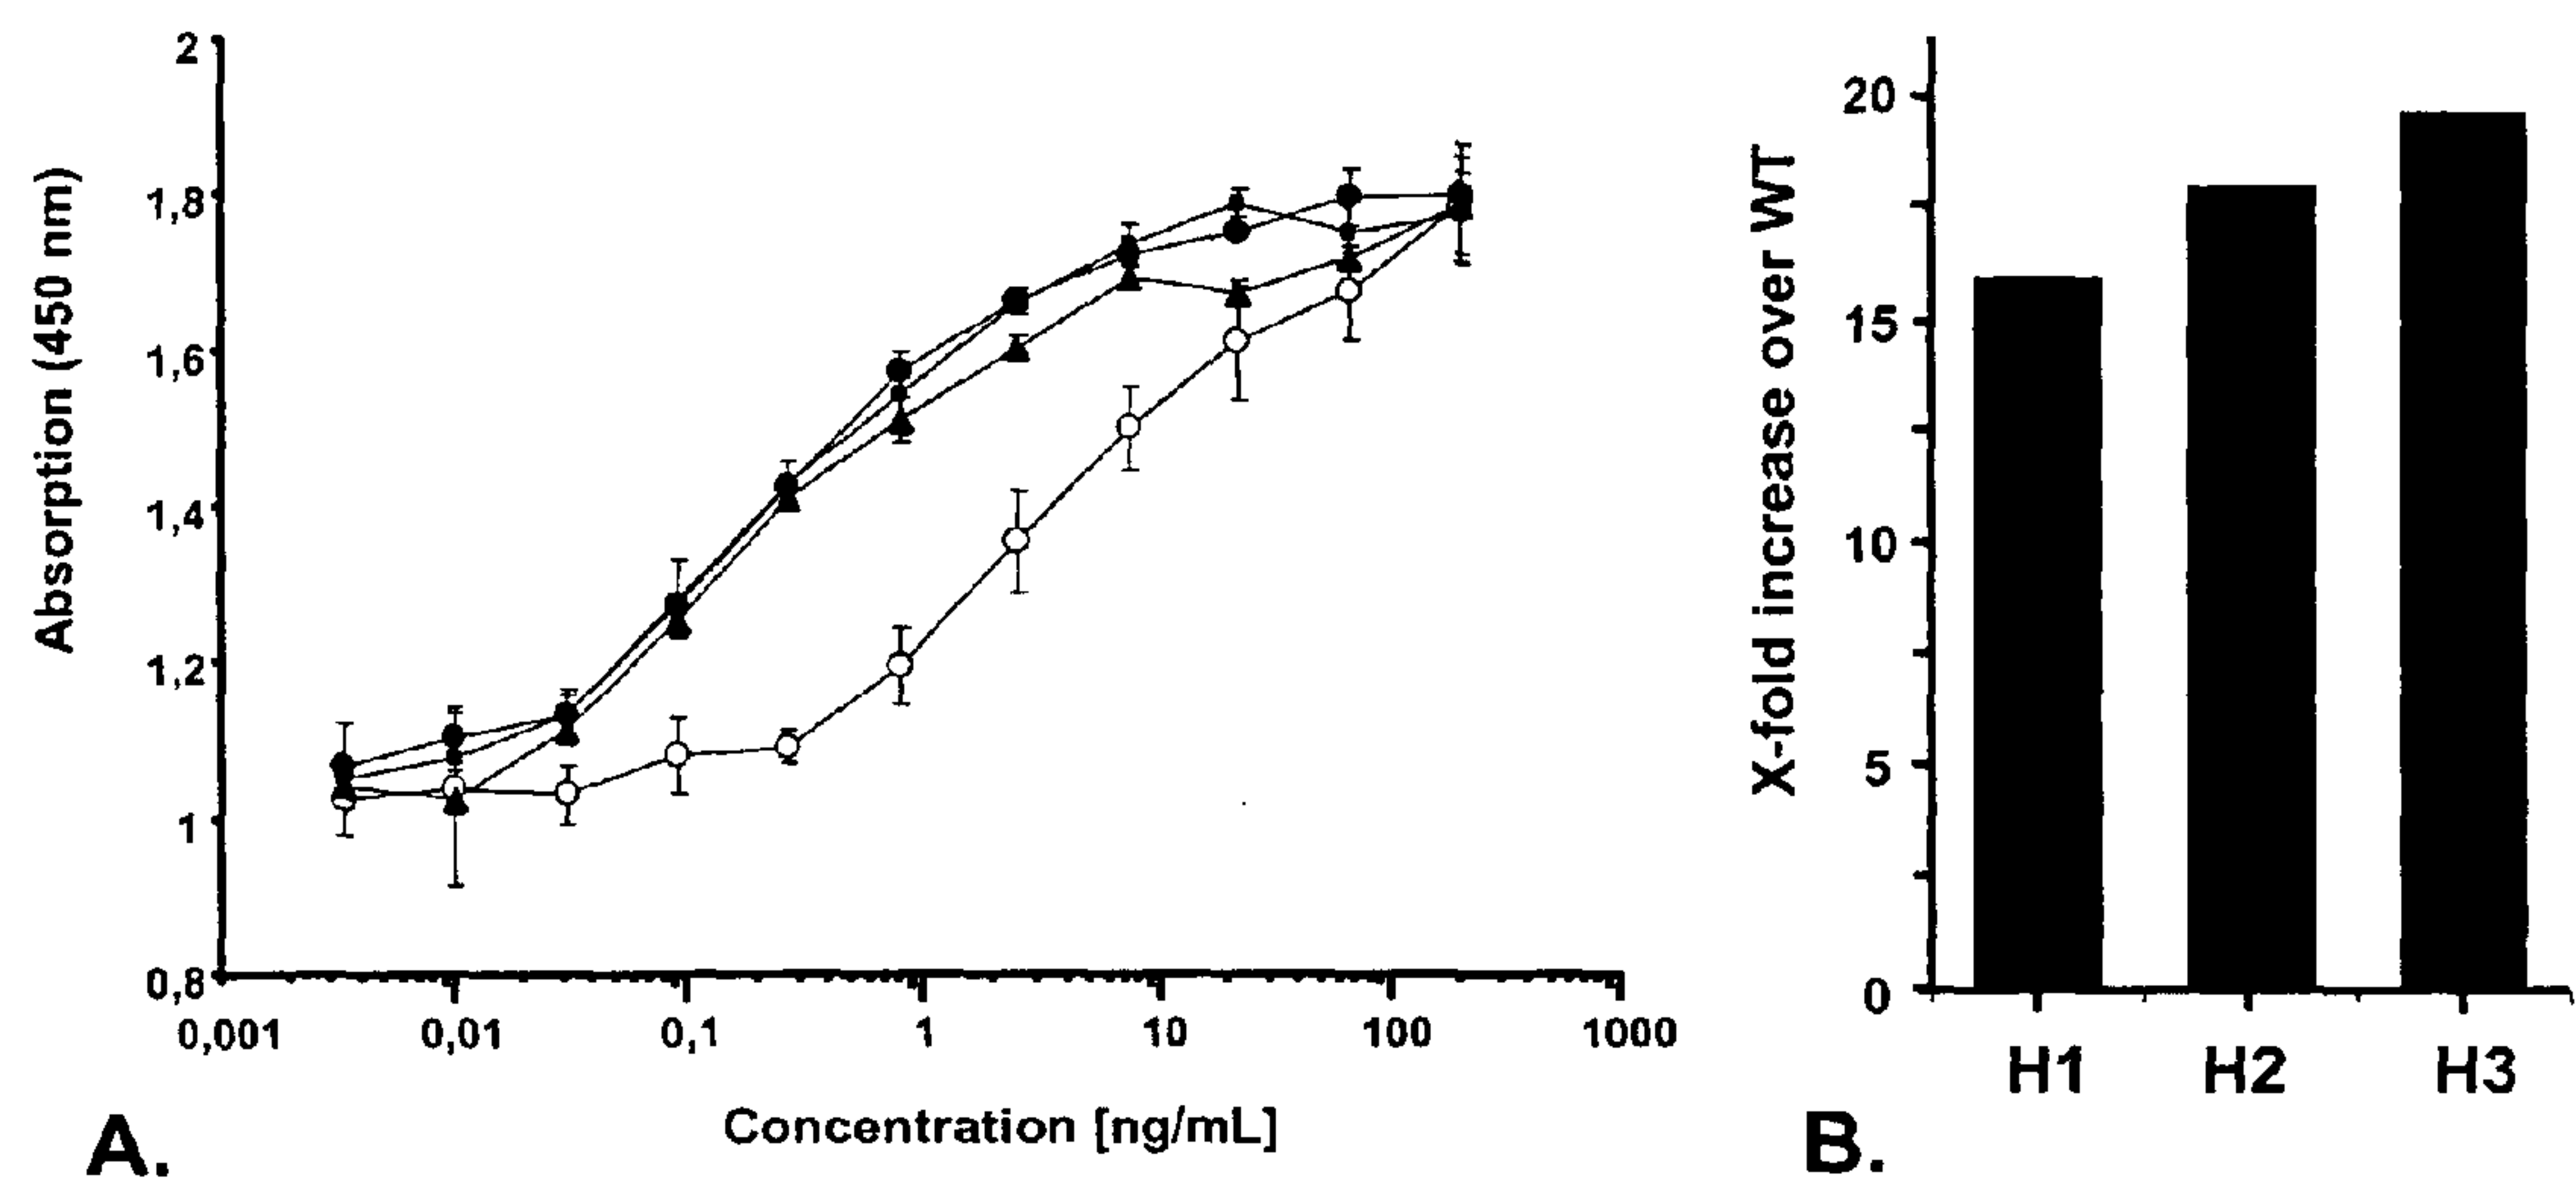 Absorption (450 nm)
2
1,8
1,6
1,4
1,2
1
0,8
0,001 0,01 0,1 1 10 100 1000
Concentration [ng/mL]
A.
X-fold increase over WT
20
15
10
5
0
H1 H2 H3
B.